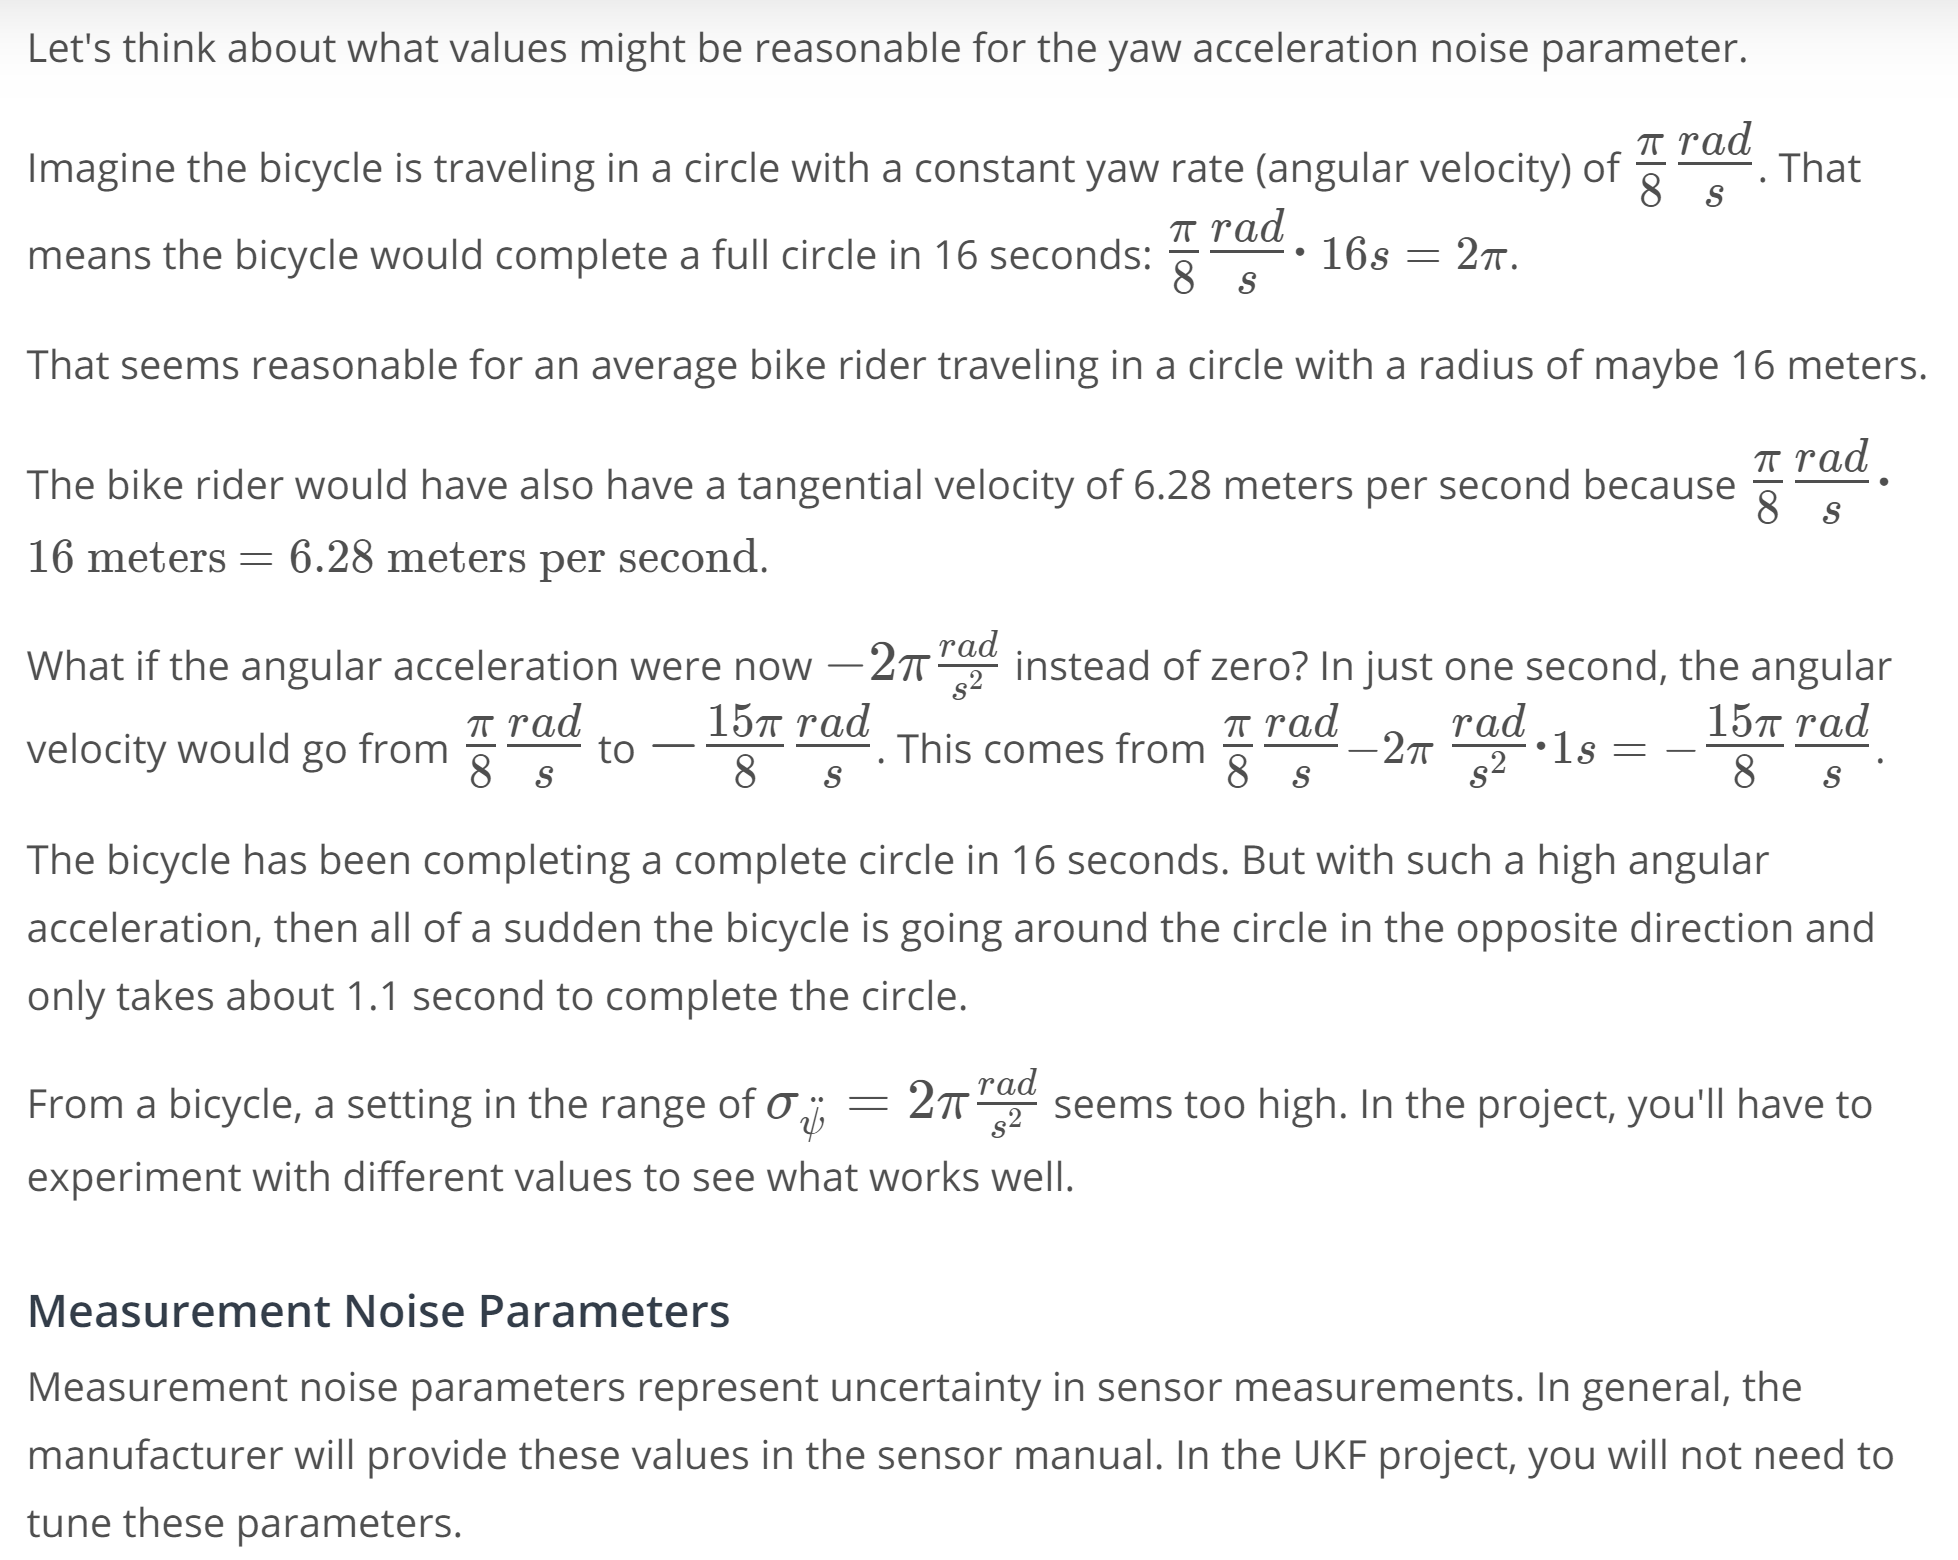 Let's think about what values might be reasonable for the yaw acceleration noise parameter.
Imagine the bicycle is traveling in a circle with a constant yaw rate (angular velocity) of $\frac{\pi}{8}\frac{rad}{s}$. That
means the bicycle would complete a full circle in 16 seconds: $\frac{\pi}{8}\frac{rad}{s} \cdot 16s = 2\pi$.
That seems reasonable for an average bike rider traveling in a circle with a radius of maybe 16 meters.
The bike rider would have also have a tangential velocity of 6.28 meters per second because $\frac{\pi}{8}\frac{rad}{s} \cdot$
16 meters = 6.28 meters per second.
What if the angular acceleration were now $-2\pi\frac{rad}{s^2}$ instead of zero? In just one second, the angular
velocity would go from $\frac{\pi}{8}\frac{rad}{s}$ to $-\frac{15\pi}{8}\frac{rad}{s}$. This comes from $\frac{\pi}{8}\frac{rad}{s} - 2\pi\frac{rad}{s^2} \cdot 1s = -\frac{15\pi}{8}\frac{rad}{s}$.
The bicycle has been completing a complete circle in 16 seconds. But with such a high angular
acceleration, then all of a sudden the bicycle is going around the circle in the opposite direction and
only takes about 1.1 second to complete the circle.
From a bicycle, a setting in the range of $\sigma_{\ddot{\psi}} = 2\pi\frac{rad}{s^2}$ seems too high. In the project, you'll have to
experiment with different values to see what works well.
Measurement Noise Parameters
Measurement noise parameters represent uncertainty in sensor measurements. In general, the
manufacturer will provide these values in the sensor manual. In the UKF project, you will not need to
tune these parameters.